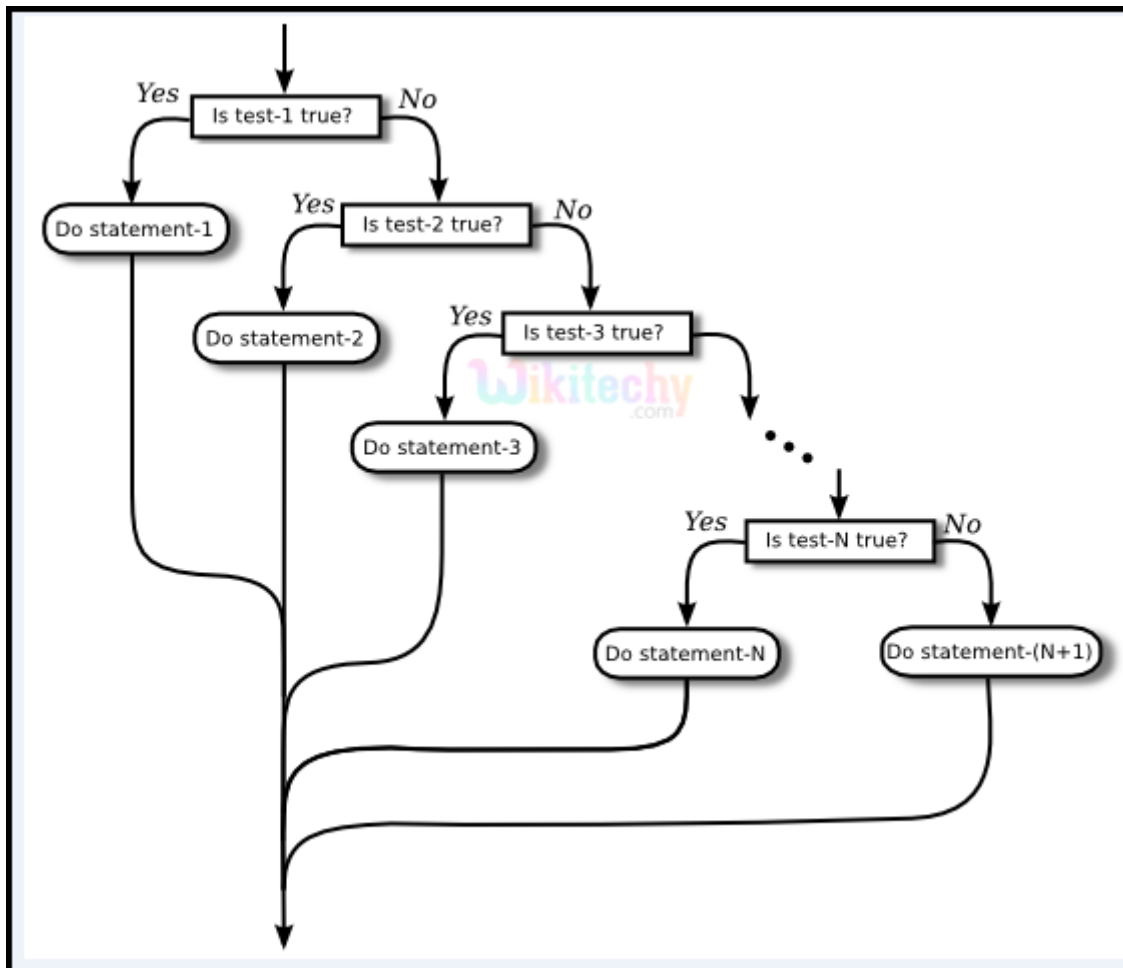 Yes
Is test-1 true?
No
Do statement-1
Yes
Is test-2 true?
No
Do statement-2
Yes
Is test-3 true?
Wikitechy
.com
Do statement-3
Yes
Is test-N true?
No
Do statement-N
Do statement-(N+1)